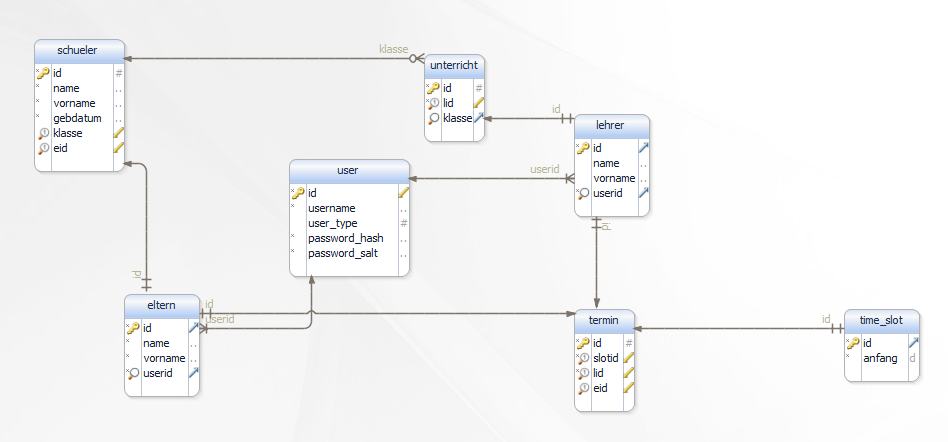 schueler
id #
name ..
vorname ..
gebdatum ..
klasse
eid
klasse
unterricht
id #
lid
klasse
id
lehrer
id
name ..
vorname ..
userid
userid
user
id
username ..
user_type #
password_hash ..
password_salt ..
id
eltern
id
name ..
vorname ..
userid
id
userid
id
termin
id #
slotid
lid
eid
id
time_slot
id
anfang d